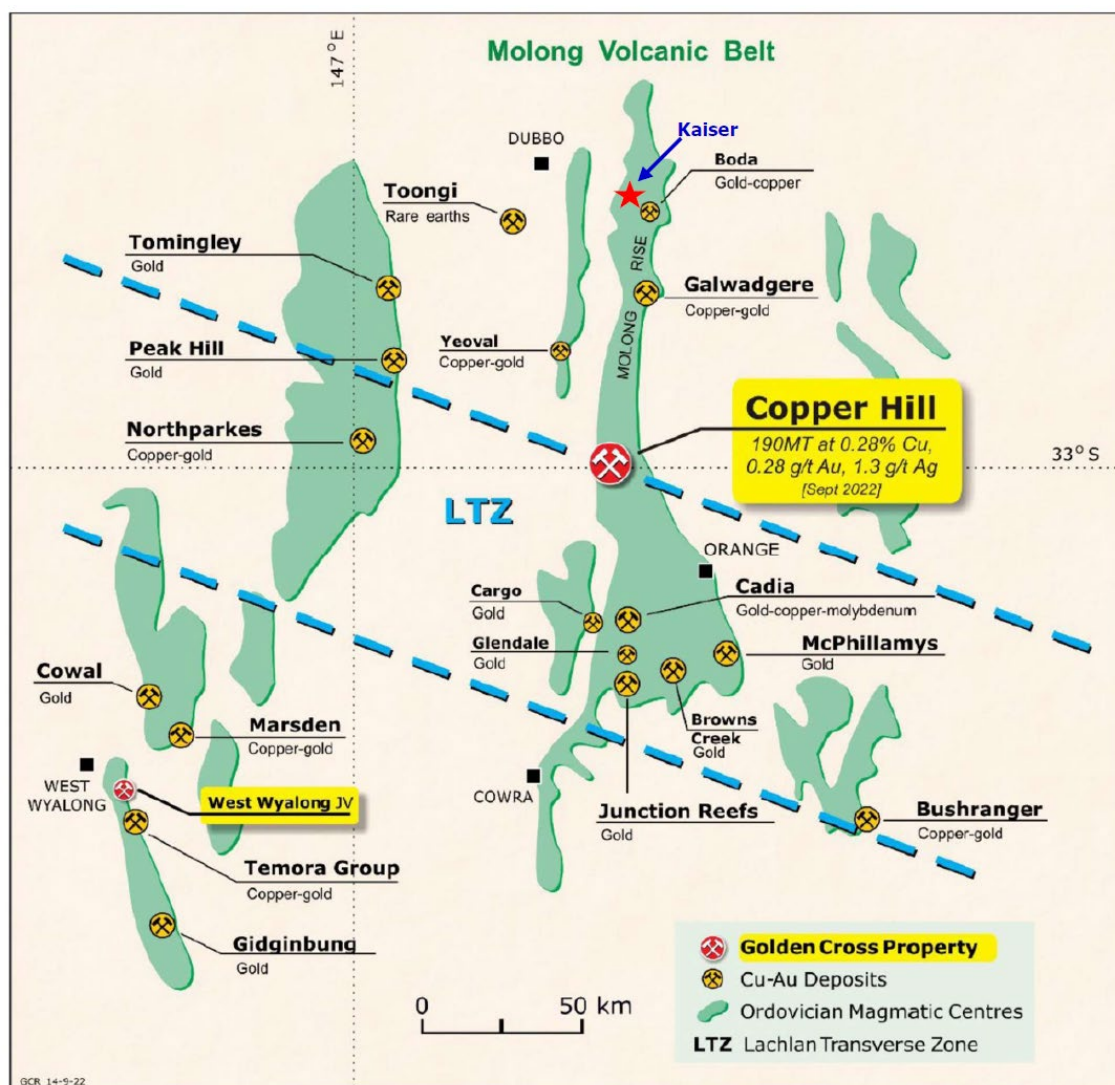 Molong Volcanic Belt
147°E
DUBBO
Kaiser
Boda
Gold-copper
Toongi
Rare earths
Tomingley
Gold
RISE
MOLONG
Galwadgere
Copper-gold
Peak Hill
Gold
Yeoval
Copper-gold
Northparkes
Copper-gold
Copper Hill
190MT at 0.28% Cu,
0.28 g/t Au, 1.3 g/t Ag
[Sept 2022]
33°S
LTZ
ORANGE
Cargo
Gold
Cadia
Gold-copper-molybdenum
Glendale
Gold
McPhillamys
Gold
Cowal
Gold
Marsden
Copper-gold
Browns
Creek
Gold
WEST
WYALONG
West Wyalong JV
COWRA
Junction Reefs
Gold
Bushranger
Copper-gold
Temora Group
Copper-gold
Gidginbung
Gold
0 50 km
Golden Cross Property
Cu-Au Deposits
Ordovician Magmatic Centres
LTZ Lachlan Transverse Zone
GCR 14-9-22